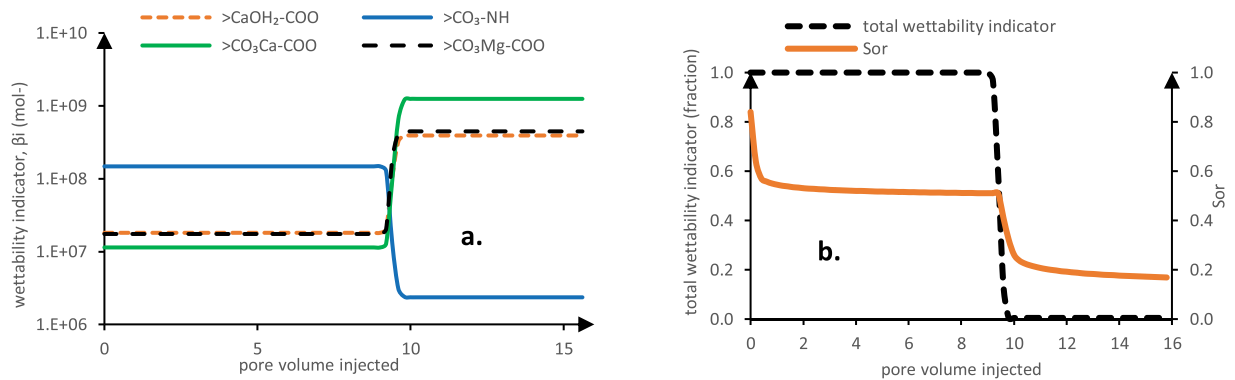 >CaOH₂-COO
>CO₃-NH
>CO₃Ca-COO
>CO₃Mg-COO
wettability indicator, βi (mol-)
1.E+10
1.E+09
1.E+08
1.E+07
1.E+06
a.
0 5 10 15
pore volume injected
total wettability indicator
Sor
total wettability indicator (fraction)
1.0
0.8
0.6
0.4
0.2
0.0
b.
1.0
0.8
0.6
0.4
0.2
0.0
Sor
0 2 4 6 8 10 12 14 16
pore volume injected